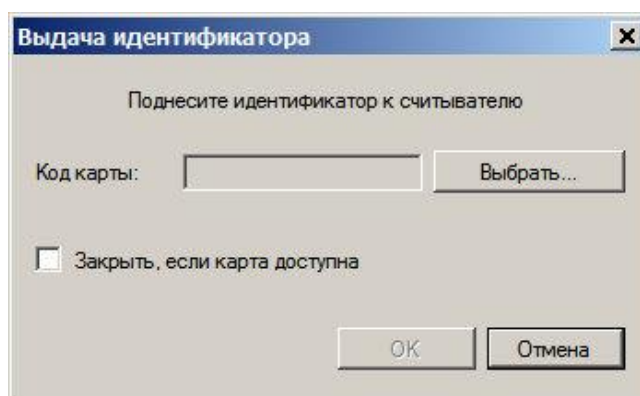 Выдача идентификатора
Поднесите идентификатор к считывателю
Код карты:
Выбрать...
Закрыть, если карта доступна
OK
Отмена